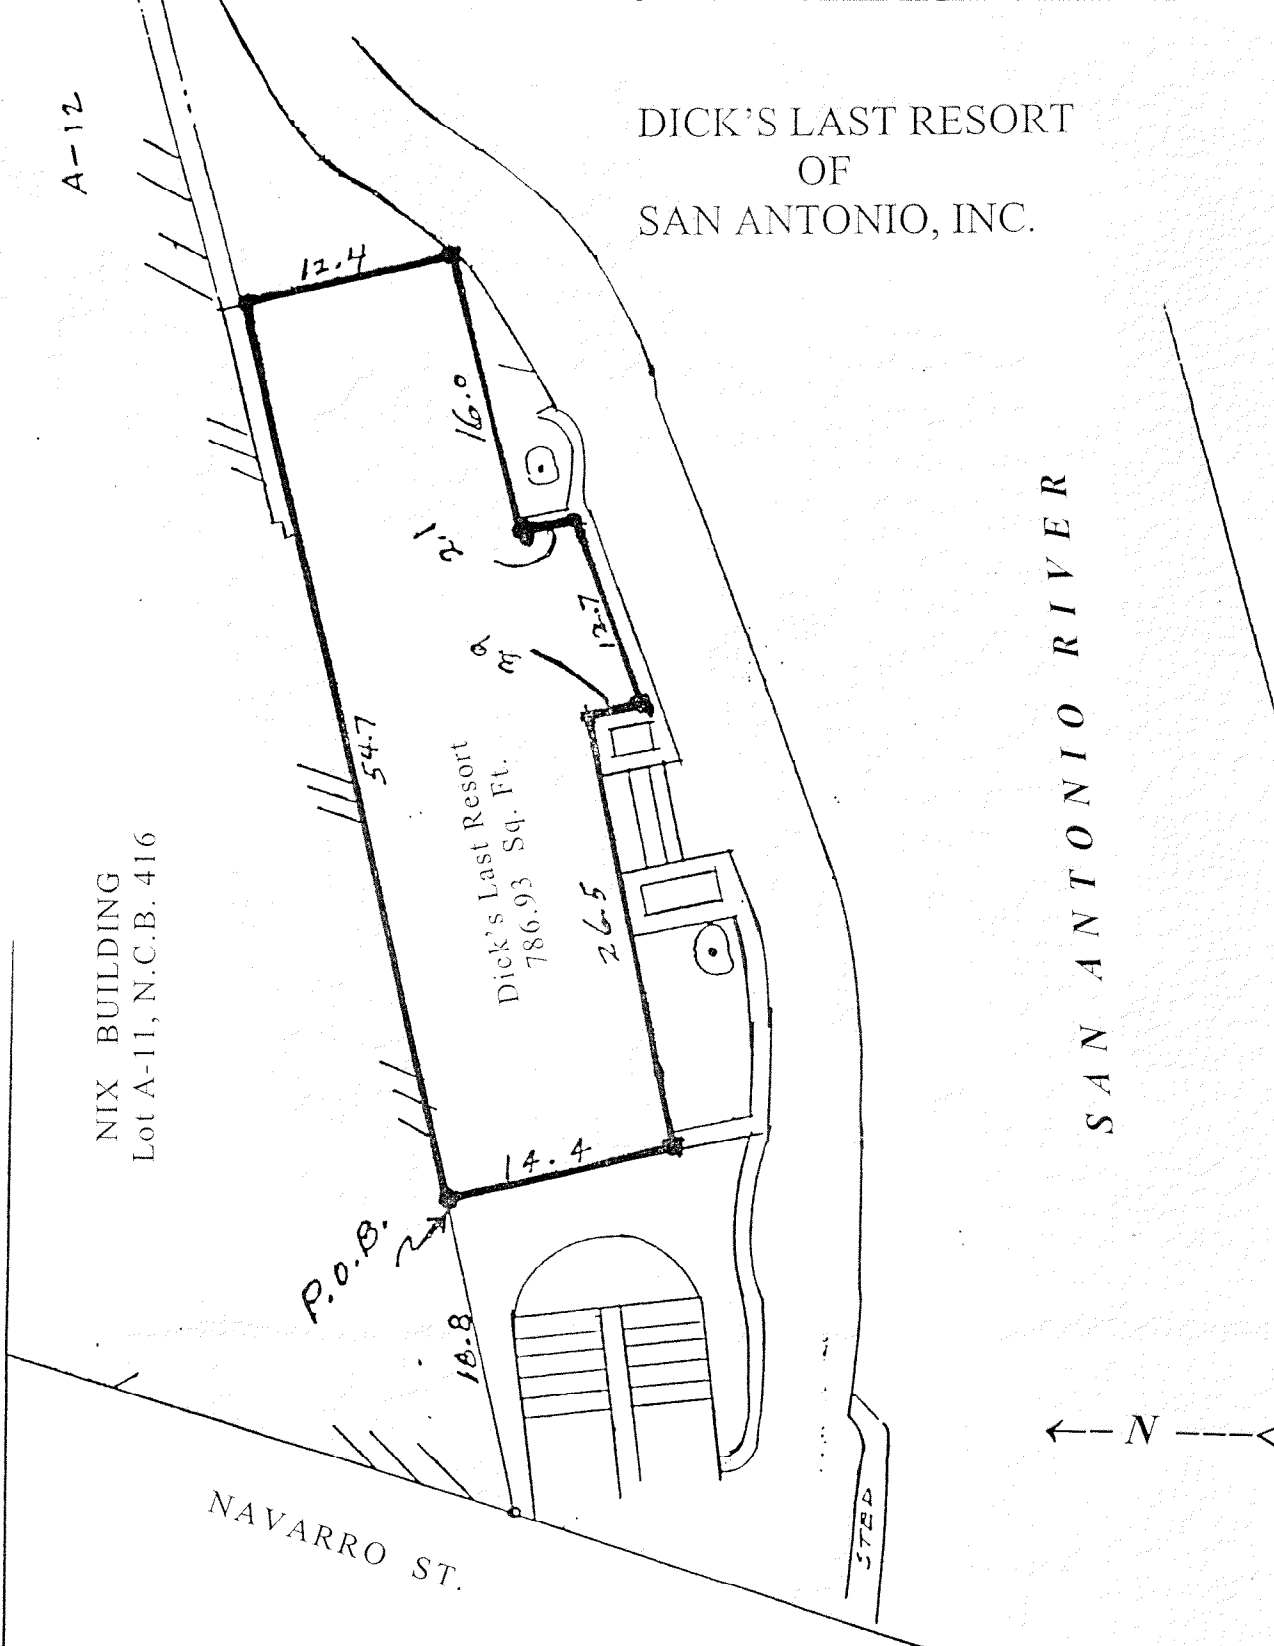 DICK'S LAST RESORT
OF
SAN ANTONIO, INC.
A-12
12.4
16.0
2.1
12.7
54.7
Dick's Last Resort
786.93 Sq. Ft.
26.5
NIX BUILDING
Lot A-11, N.C.B. 416
14.4
P.O.B.
18.8
SAN ANTONIO RIVER
N
NAVARRO ST.
STEP